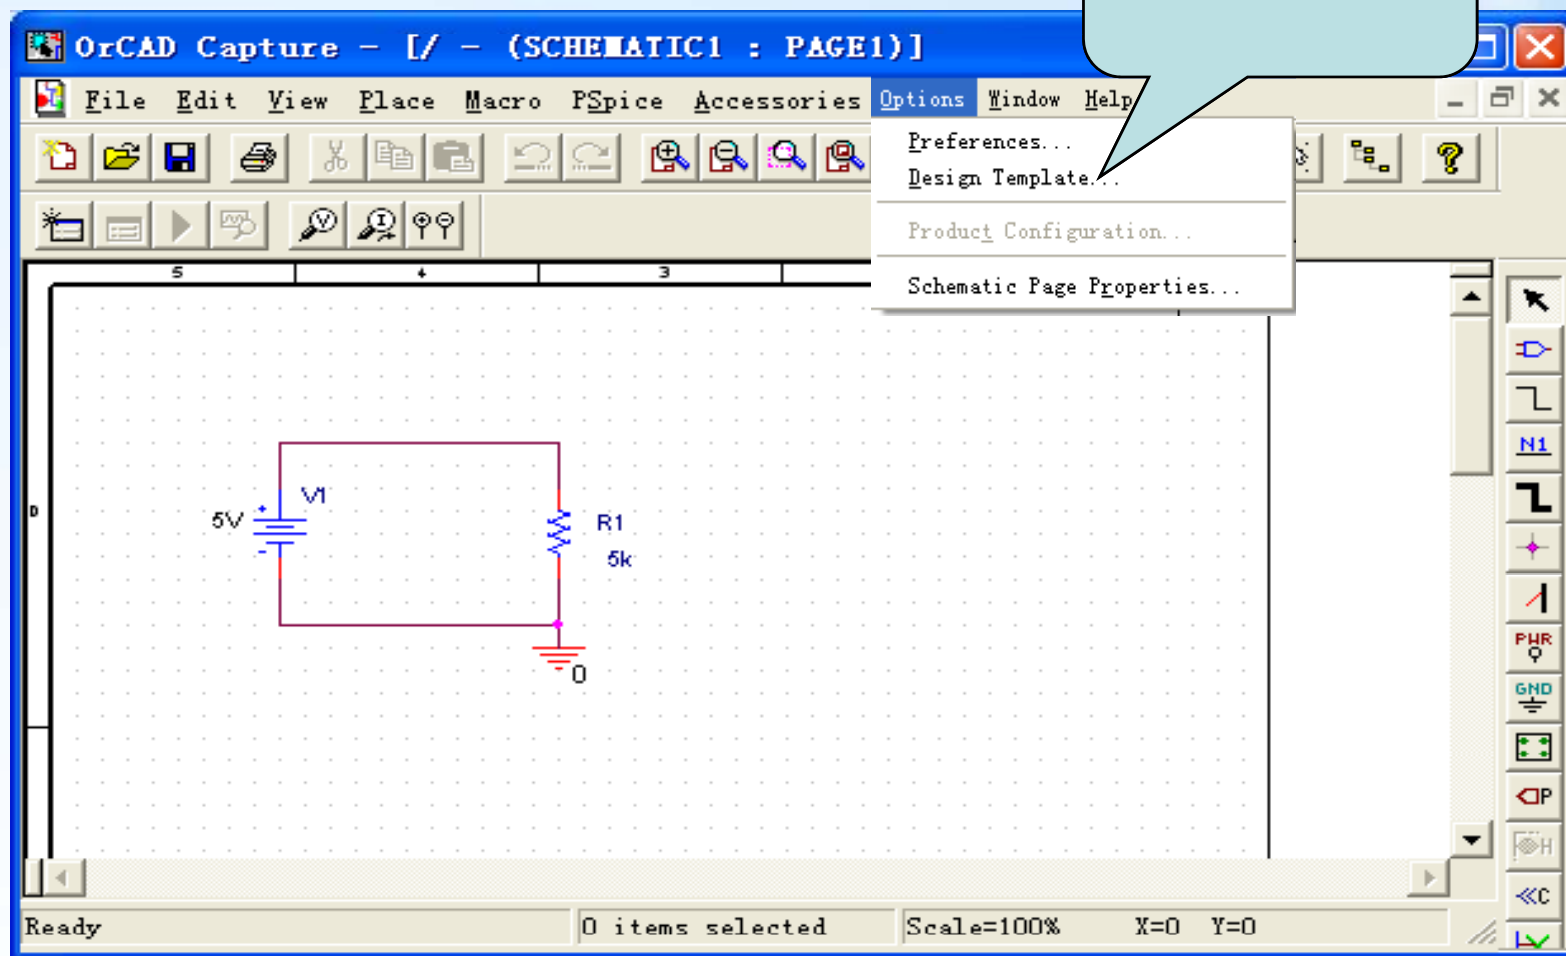 OrCAD Capture - [/ - (SCHEMATIC1 : PAGE1)]
File Edit View Place Macro PSpice Accessories Options Window Help
Preferences...
Design Template...
Product Configuration...
Schematic Page Properties...
5 4 3
D
V1
5V
R1
5k
0
N1
PWR
GND
P
H
C
Ready 0 items selected Scale=100% X=0 Y=0